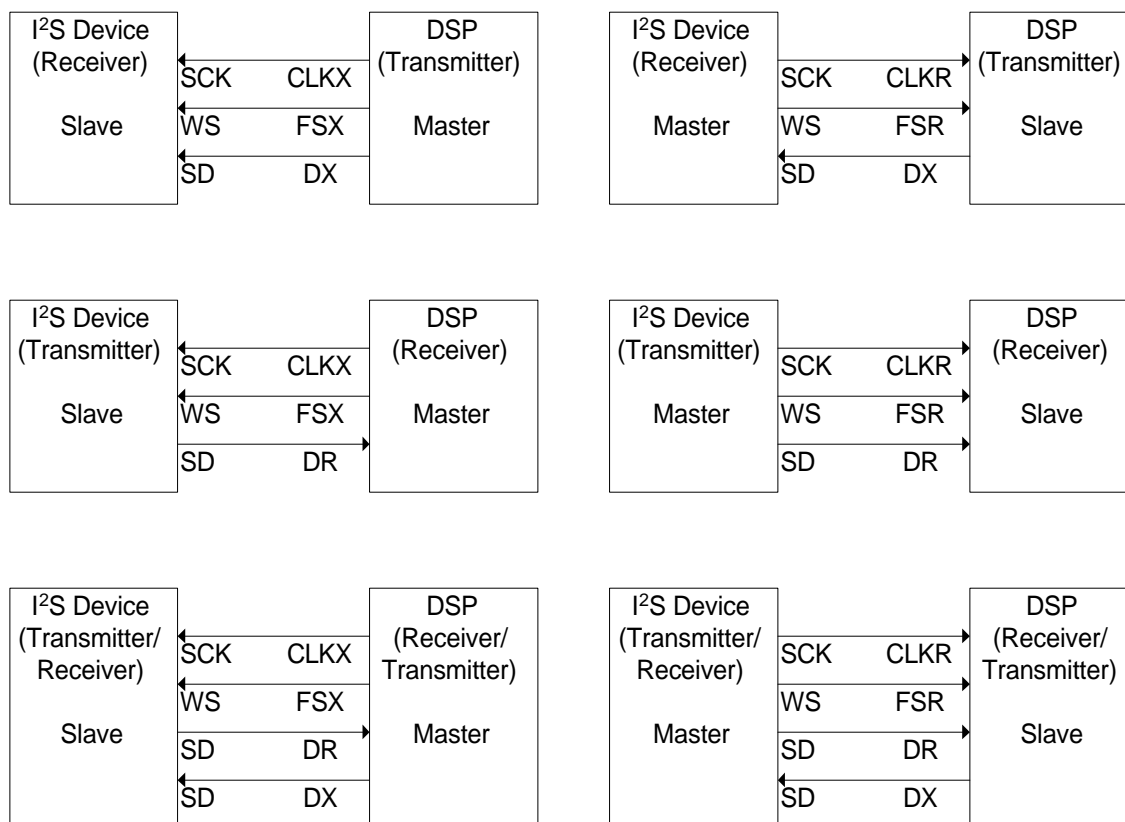 I²S Device
(Receiver)
Slave
SCK CLKX
WS FSX
SD DX
DSP
(Transmitter)
Master
I²S Device
(Receiver)
Master
SCK CLKR
WS FSR
SD DX
DSP
(Transmitter)
Slave
I²S Device
(Transmitter)
Slave
SCK CLKX
WS FSX
SD DR
DSP
(Receiver)
Master
I²S Device
(Transmitter)
Master
SCK CLKR
WS FSR
SD DR
DSP
(Receiver)
Slave
I²S Device
(Transmitter/
Receiver)
Slave
SCK CLKX
WS FSX
SD DR
SD DX
DSP
(Receiver/
Transmitter)
Master
I²S Device
(Transmitter/
Receiver)
Master
SCK CLKR
WS FSR
SD DR
SD DX
DSP
(Receiver/
Transmitter)
Slave